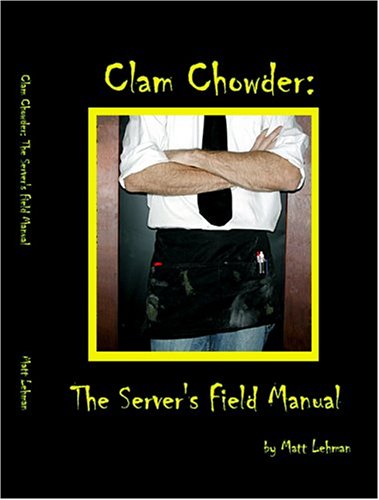 Clam Chowder: The Server's Field Manual
Matt Lehman
Clam Chowder:
The Server's Field Manual
by Matt Lehman